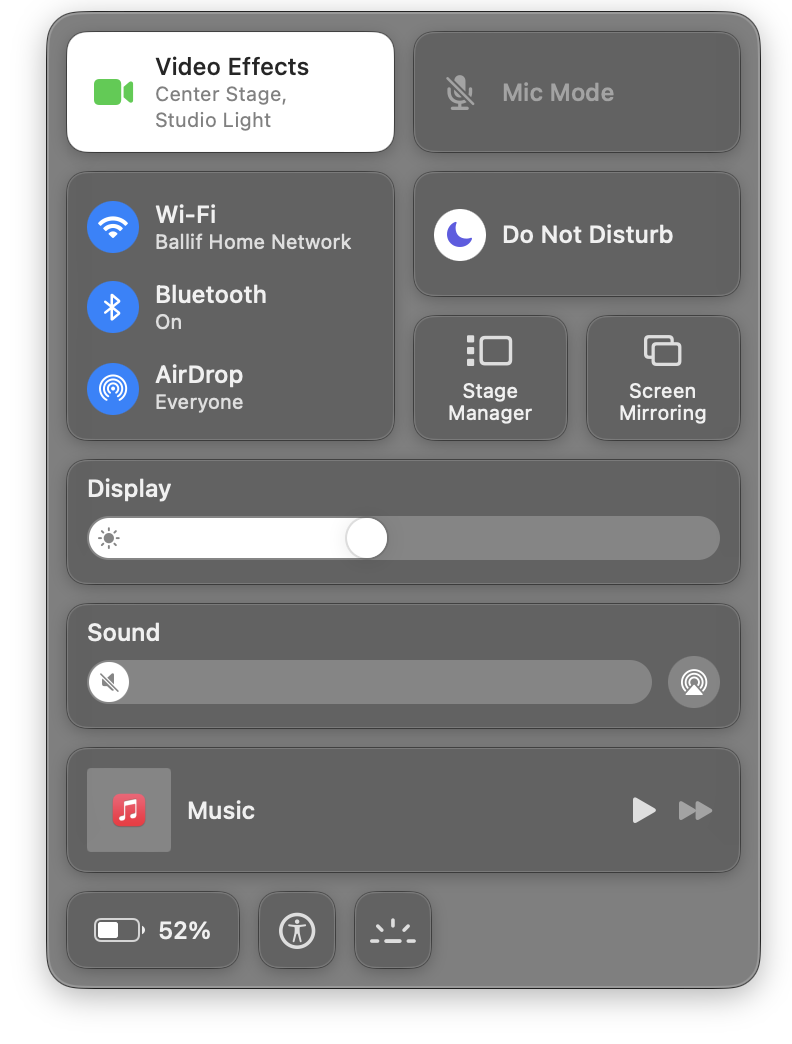 Video Effects
Center Stage,
Studio Light
Mic Mode
Wi-Fi
Ballif Home Network
Bluetooth
On
AirDrop
Everyone
Do Not Disturb
Stage
Manager
Screen
Mirroring
Display
Sound
Music
52%